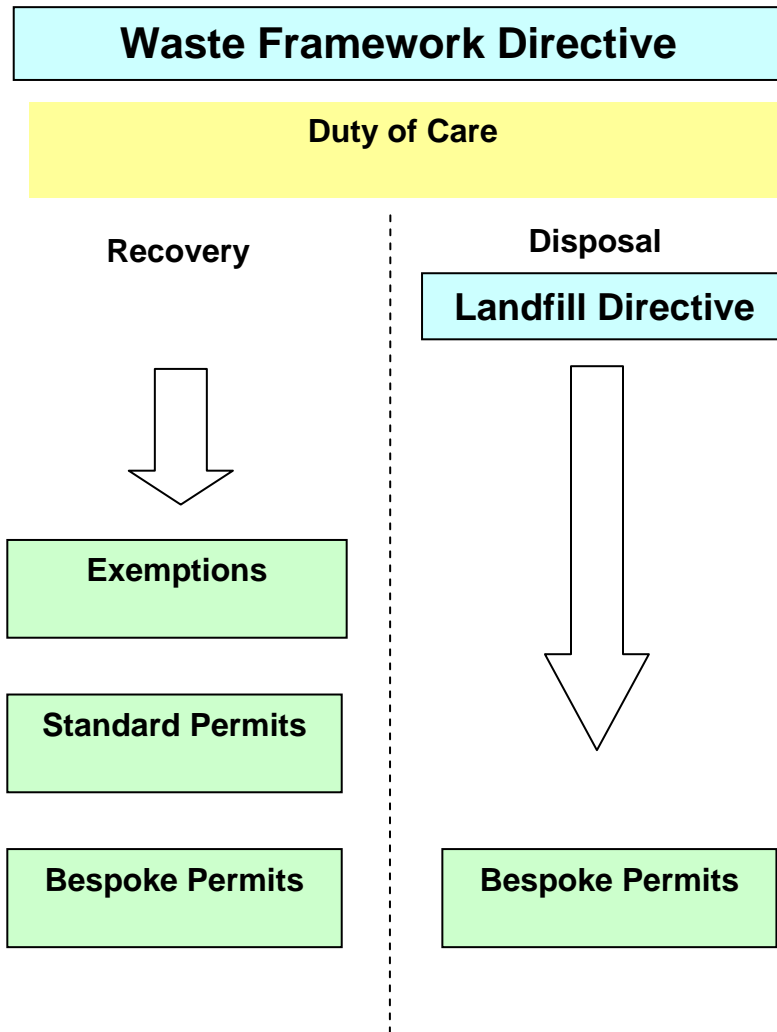 Waste Framework Directive
Duty of Care
Recovery
Disposal
Landfill Directive
Exemptions
Standard Permits
Bespoke Permits
Bespoke Permits